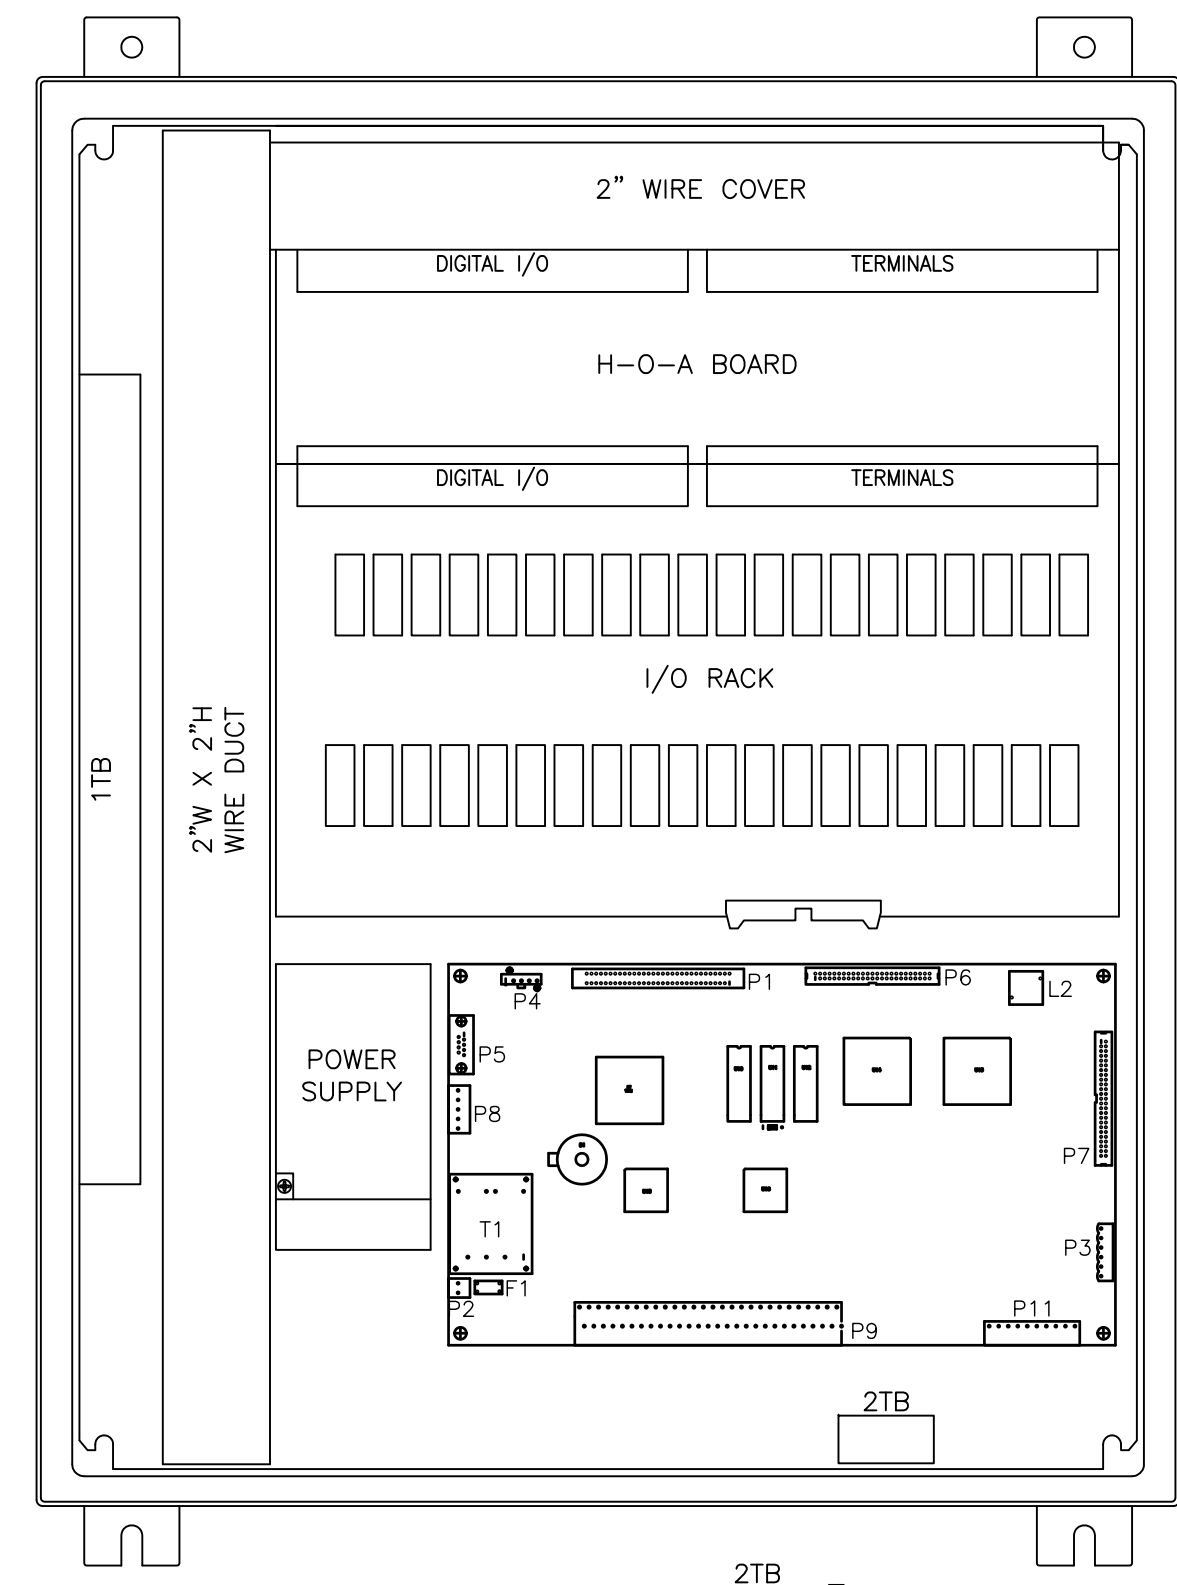 2" WIRE COVER
DIGITAL I/O
TERMINALS
H-O-A BOARD
DIGITAL I/O
TERMINALS
I/O RACK
1TB
2"W X 2"H
WIRE DUCT
POWER
SUPPLY
P4
P1
P6
L2
P5
P8
P7
T1
P3
F1
P2
P9
P11
2TB
2TB